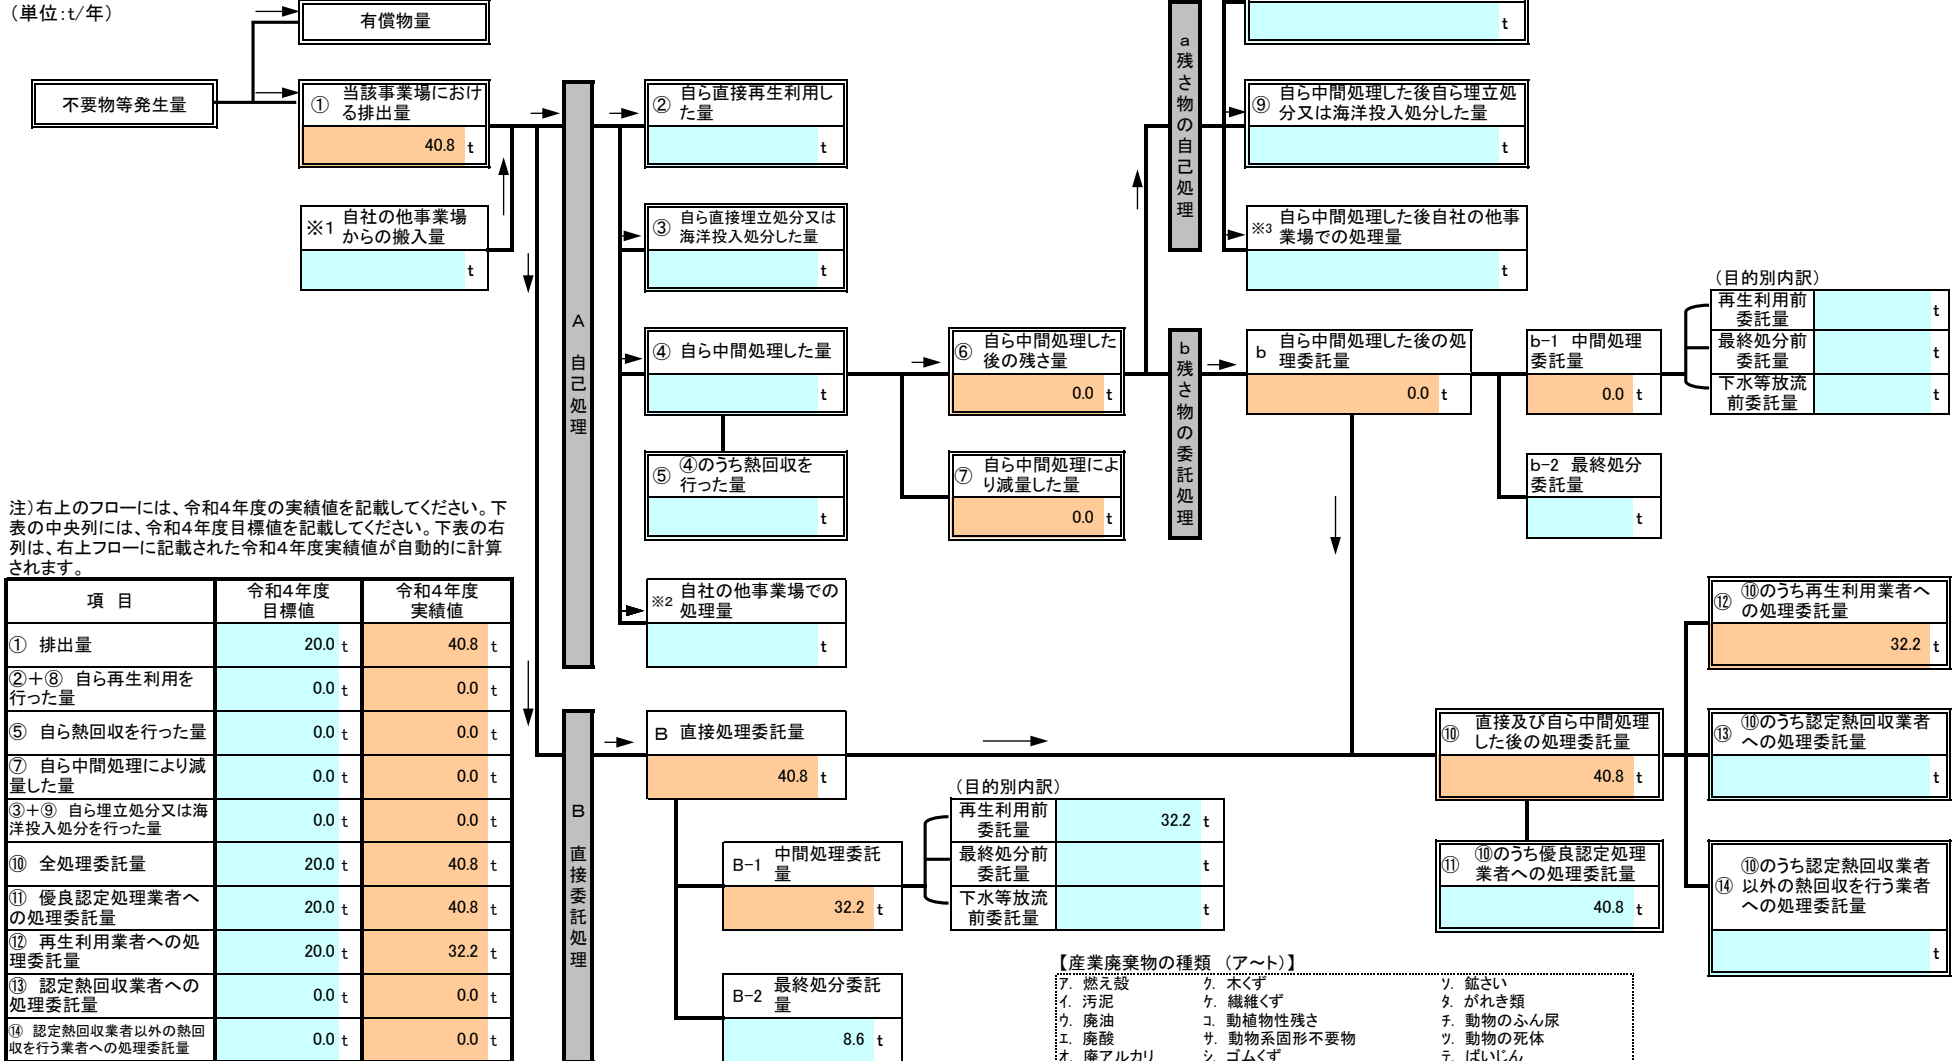 （単位：t/年）
有償物量
不要物等発生量
① 当該事業場におけ
る排出量
40.8 t
※1 自社の他事業場
からの搬入量
t
A 自己処理
② 自ら直接再生利用し
た量
t
③ 自ら直接埋立処分又は
海洋投入処分した量
t
④ 自ら中間処理した量
t
⑤ ④のうち熱回収を
行った量
t
※2 自社の他事業場での
処理量
t
⑥ 自ら中間処理した
後の残さ量
0.0 t
⑦ 自ら中間処理によ
り減量した量
0.0 t
a残さ物の自己処理
t
⑨ 自ら中間処理した後自ら埋立処
分又は海洋投入処分した量
t
※3 自ら中間処理した後自社の他事
業場での処理量
t
b残さ物の委託処理
b 自ら中間処理した後の処
理委託量
0.0 t
b-1 中間処理
委託量
0.0 t
（目的別内訳）
再生利用前
委託量 t
最終処分前
委託量 t
下水等放流
前委託量 t
b-2 最終処分
委託量
t
注）右上のフローには、令和4年度の実績値を記載してください。下
表の中央列には、令和4年度目標値を記載してください。下表の右
列は、右上フローに記載された令和4年度実績値が自動的に計算
されます。
項 目 令和4年度 目標値 令和4年度 実績値
① 排出量 20.0 t 40.8 t
②＋⑧ 自ら再生利用を
行った量 0.0 t 0.0 t
⑤ 自ら熱回収を行った量 0.0 t 0.0 t
⑦ 自ら中間処理により減
量した量 0.0 t 0.0 t
③＋⑨ 自ら埋立処分又は海
洋投入処分を行った量 0.0 t 0.0 t
⑩ 全処理委託量 20.0 t 40.8 t
⑪ 優良認定処理業者へ
の処理委託量 20.0 t 40.8 t
⑫ 再生利用業者への処
理委託量 20.0 t 32.2 t
⑬ 認定熱回収業者への
処理委託量 0.0 t 0.0 t
⑭ 認定熱回収業者以外の熱回
収を行う業者への処理委託量 0.0 t 0.0 t
B 直接委託処理
B 直接処理委託量
40.8 t
B-1 中間処理委託
量
32.2 t
（目的別内訳）
再生利用前
委託量 32.2 t
最終処分前
委託量 t
下水等放流
前委託量 t
B-2 最終処分委託
量
8.6 t
⑩ 直接及び自ら中間処理
した後の処理委託量
40.8 t
⑪ ⑩のうち優良認定処理
業者への処理委託量
40.8 t
⑫ ⑩のうち再生利用業者へ
の処理委託量
32.2 t
⑬ ⑩のうち認定熱回収業者
への処理委託量
t
⑭ ⑩のうち認定熱回収業者
以外の熱回収を行う業者
への処理委託量
t
【産業廃棄物の種類 （ア～ト）】
ｱ. 燃え殻 ｸ. 木くず ｿ. 鉱さい
ｲ. 汚泥 ｹ. 繊維くず ﾀ. がれき類
ｳ. 廃油 ｺ. 動植物性残さ ﾁ. 動物のふん尿
ｴ. 廃酸 ｻ. 動物系固形不要物 ﾂ. 動物の死体
ｵ. 廃アルカリ ｼ. ゴムくず ﾃ. ばいじん